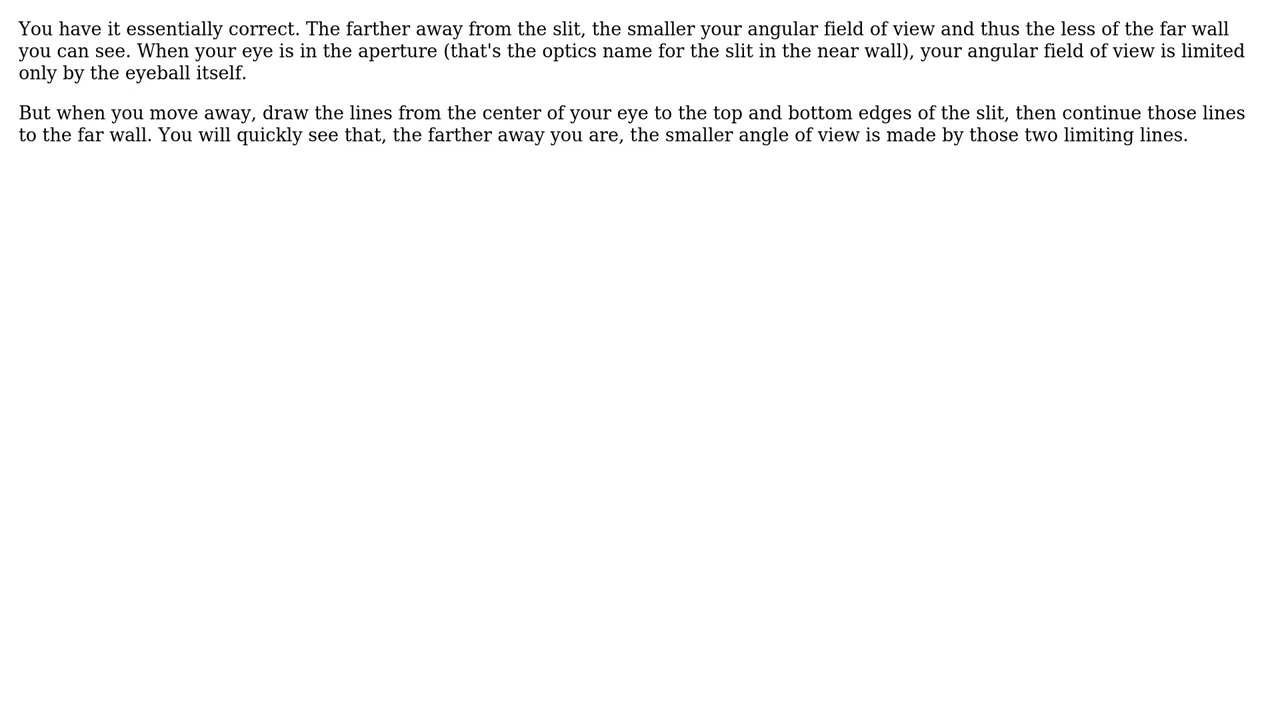 You have it essentially correct. The farther away from the slit, the smaller your angular field of view and thus the less of the far wall
you can see. When your eye is in the aperture (that's the optics name for the slit in the near wall), your angular field of view is limited
only by the eyeball itself.
But when you move away, draw the lines from the center of your eye to the top and bottom edges of the slit, then continue those lines
to the far wall. You will quickly see that, the farther away you are, the smaller angle of view is made by those two limiting lines.